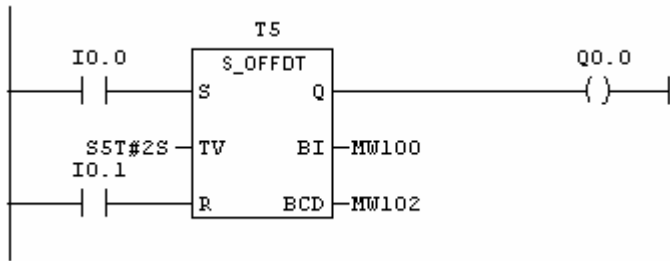 T5
I0.0 S_OFFDT Q0.0
S Q
S5T#2S TV BI MW100
I0.1
R BCD MW102